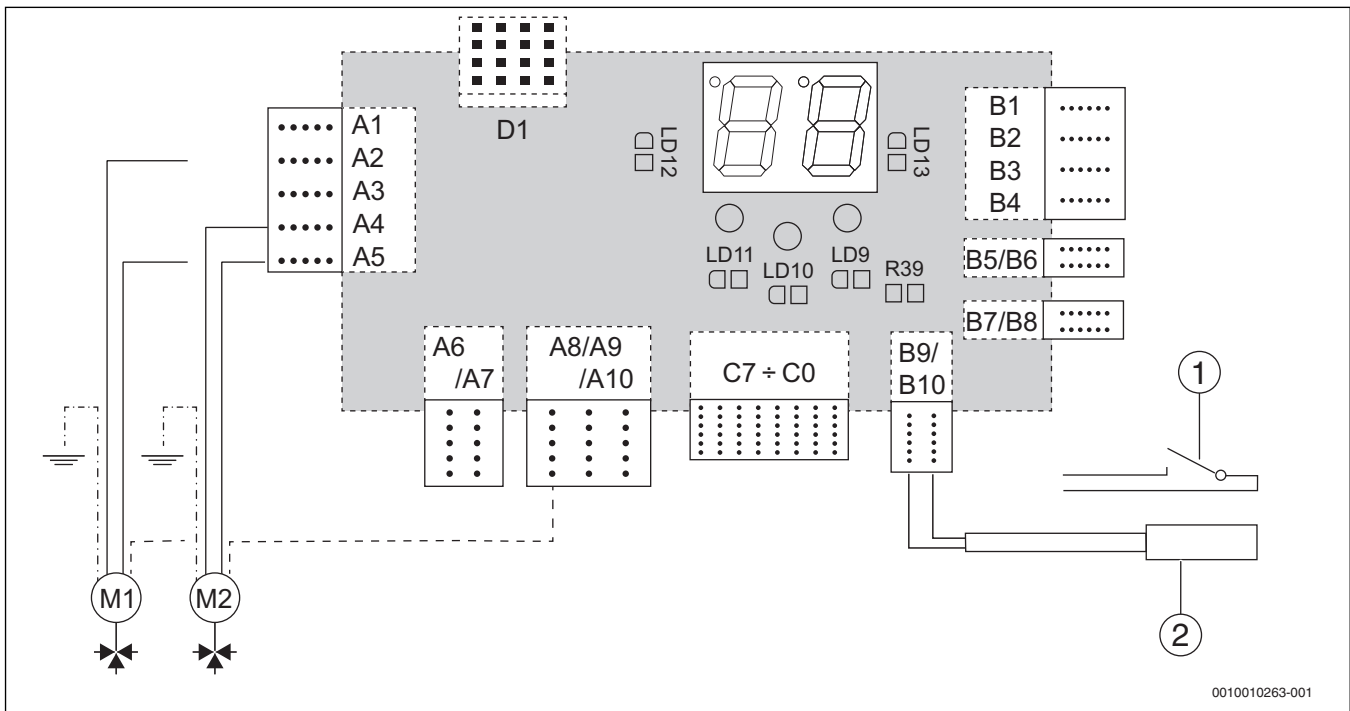 D1
A1
A2
A3
A4
A5
LD12
LD13
B1
B2
B3
B4
LD11
LD10
LD9
R39
B5/B6
B7/B8
A6
/A7
A8/A9
/A10
C7 ÷ C0
B9/
B10
1
2
M1
M2
0010010263-001